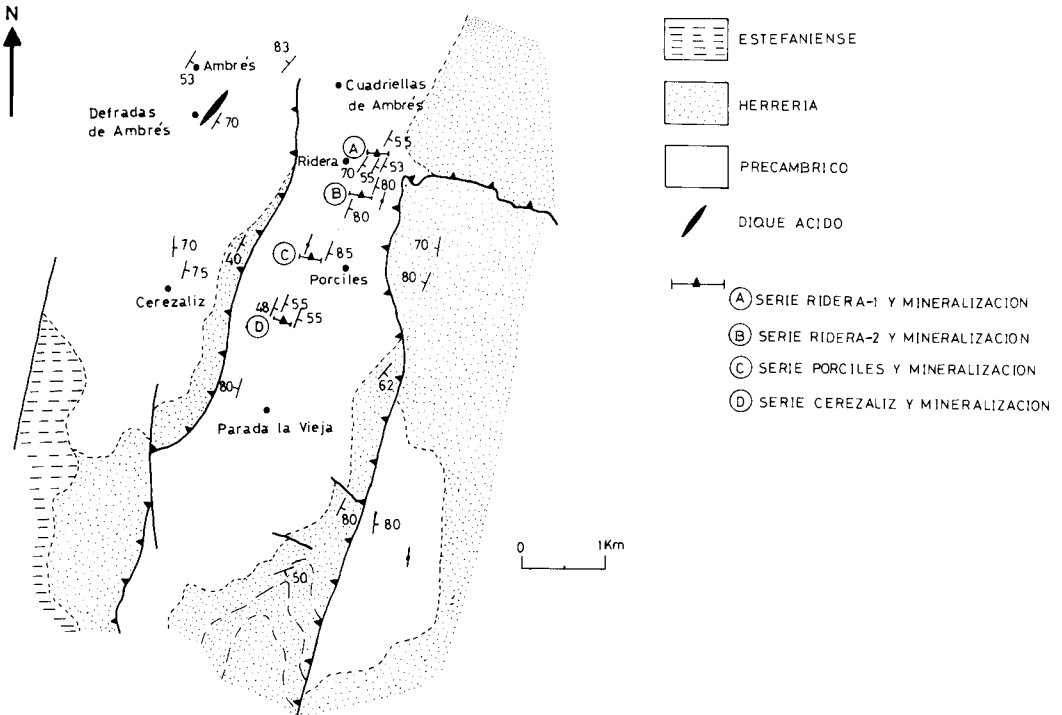 N
83
Ambrés
53
Cuadriellas
de Ambrés
Defradas
de Ambrés
70
A
55
Ridera
70
55
53
80
B
80
70
40
C
85
70
75
Porciles
80
Cerezaliz
48
55
55
D
62
80
Parada la Vieja
80
80
50
0 1Km
ESTEFANIENSE
HERRERIA
PRECAMBRICO
DIQUE ACIDO
A SERIE RIDERA-1 Y MINERALIZACION
B SERIE RIDERA-2 Y MINERALIZACION
C SERIE PORCILES Y MINERALIZACION
D SERIE CEREZALIZ Y MINERALIZACION